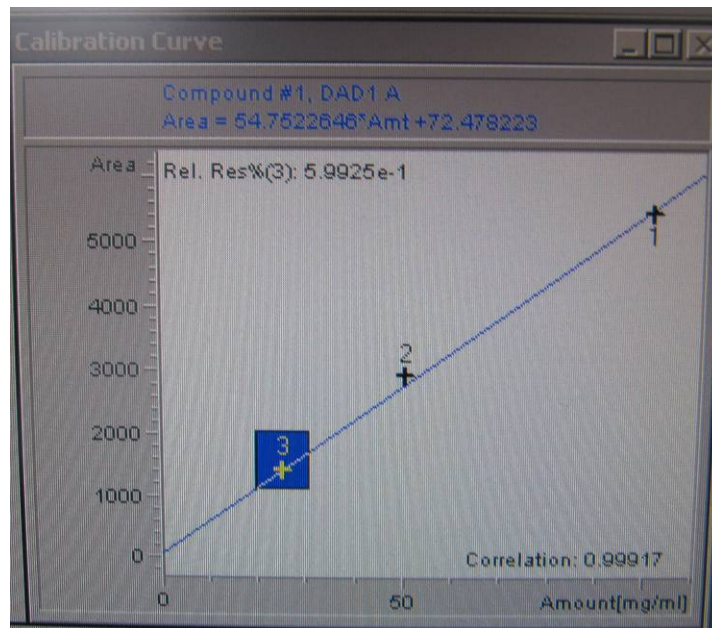 Calibration Curve
Compound #1, DAD1 A
Area = 54.7522646*Amt +72.478223
Area
Rel. Res%(3): 5.9925e-1
5000
1
4000
2
3000
2000
3
1000
0
Correlation: 0.99917
0
50
Amount[mg/ml]